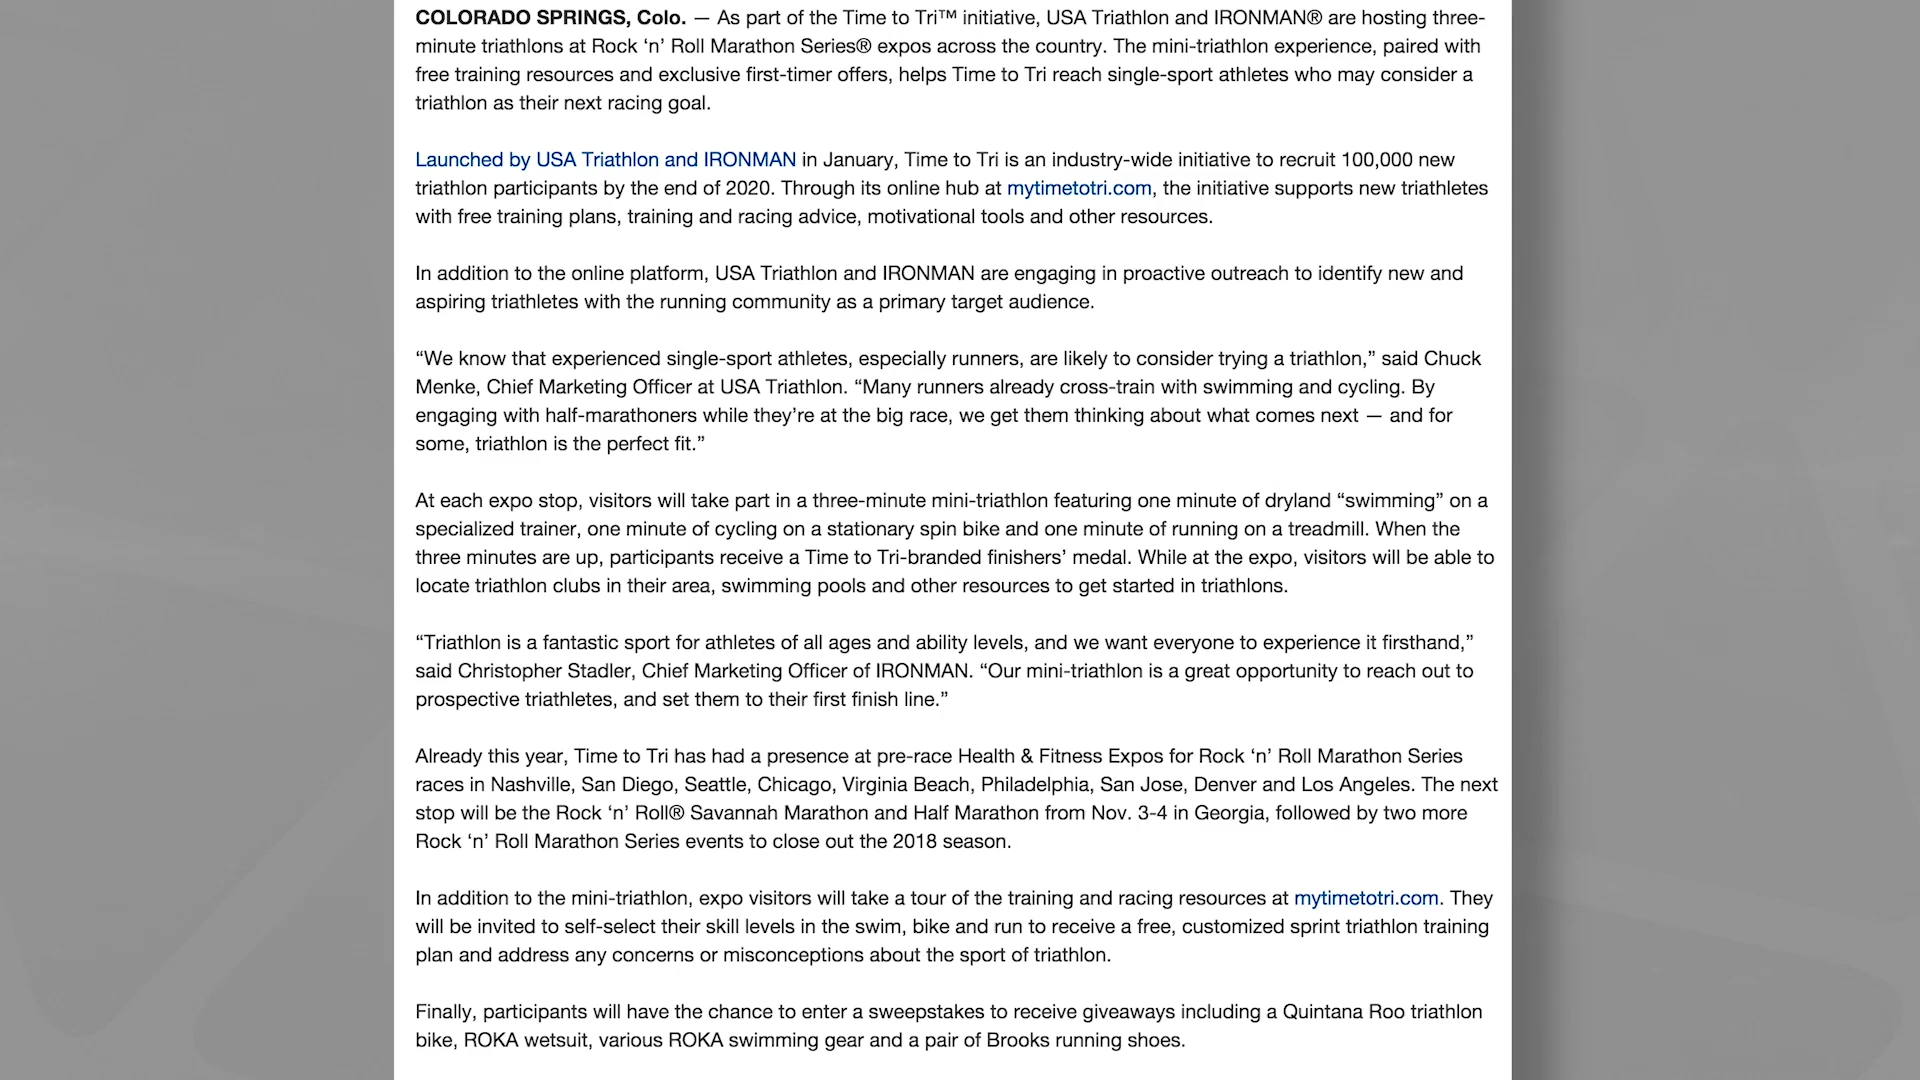 COLORADO SPRINGS, Colo. — As part of the Time to Tri™ initiative, USA Triathlon and IRONMAN® are hosting three-
minute triathlons at Rock ‘n’ Roll Marathon Series® expos across the country. The mini-triathlon experience, paired with
free training resources and exclusive first-timer offers, helps Time to Tri reach single-sport athletes who may consider a
triathlon as their next racing goal.
Launched by USA Triathlon and IRONMAN in January, Time to Tri is an industry-wide initiative to recruit 100,000 new
triathlon participants by the end of 2020. Through its online hub at mytimetotri.com, the initiative supports new triathletes
with free training plans, training and racing advice, motivational tools and other resources.
In addition to the online platform, USA Triathlon and IRONMAN are engaging in proactive outreach to identify new and
aspiring triathletes with the running community as a primary target audience.
“We know that experienced single-sport athletes, especially runners, are likely to consider trying a triathlon,” said Chuck
Menke, Chief Marketing Officer at USA Triathlon. “Many runners already cross-train with swimming and cycling. By
engaging with half-marathoners while they’re at the big race, we get them thinking about what comes next — and for
some, triathlon is the perfect fit.”
At each expo stop, visitors will take part in a three-minute mini-triathlon featuring one minute of dryland “swimming” on a
specialized trainer, one minute of cycling on a stationary spin bike and one minute of running on a treadmill. When the
three minutes are up, participants receive a Time to Tri-branded finishers’ medal. While at the expo, visitors will be able to
locate triathlon clubs in their area, swimming pools and other resources to get started in triathlons.
“Triathlon is a fantastic sport for athletes of all ages and ability levels, and we want everyone to experience it firsthand,”
said Christopher Stadler, Chief Marketing Officer of IRONMAN. “Our mini-triathlon is a great opportunity to reach out to
prospective triathletes, and set them to their first finish line.”
Already this year, Time to Tri has had a presence at pre-race Health & Fitness Expos for Rock ‘n’ Roll Marathon Series
races in Nashville, San Diego, Seattle, Chicago, Virginia Beach, Philadelphia, San Jose, Denver and Los Angeles. The next
stop will be the Rock ‘n’ Roll® Savannah Marathon and Half Marathon from Nov. 3-4 in Georgia, followed by two more
Rock ‘n’ Roll Marathon Series events to close out the 2018 season.
In addition to the mini-triathlon, expo visitors will take a tour of the training and racing resources at mytimetotri.com. They
will be invited to self-select their skill levels in the swim, bike and run to receive a free, customized sprint triathlon training
plan and address any concerns or misconceptions about the sport of triathlon.
Finally, participants will have the chance to enter a sweepstakes to receive giveaways including a Quintana Roo triathlon
bike, ROKA wetsuit, various ROKA swimming gear and a pair of Brooks running shoes.